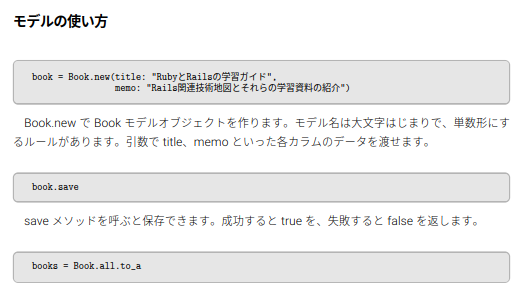 モデルの使い方
book = Book.new(title: "RubyとRailsの学習ガイド",
memo: "Rails関連技術地図とそれらの学習資料の紹介")
Book.new で Book モデルオブジェクトを作ります。モデル名は大文字はじまりで、単数形にす
るルールがあります。引数で title、memo といった各カラムのデータを渡せます。
book.save
save メソッドを呼ぶと保存できます。成功すると true を、失敗すると false を返します。
books = Book.all.to_a